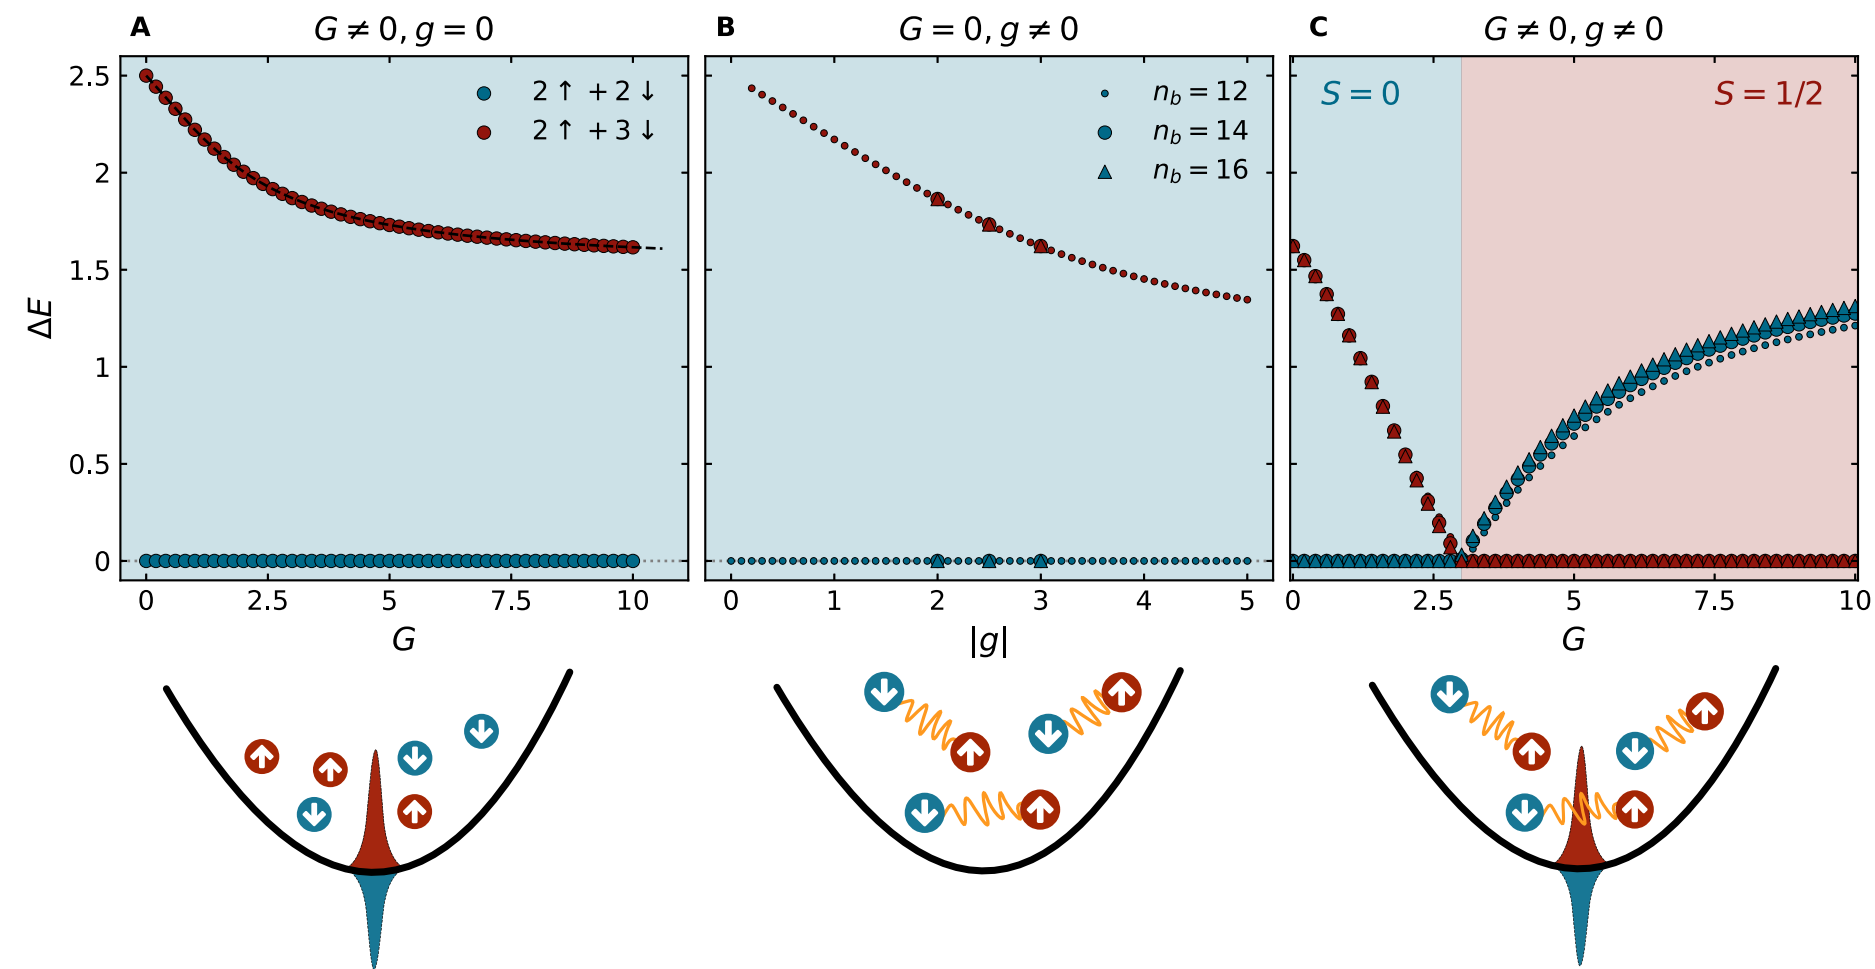 A
G ≠ 0, g = 0
B
G = 0, g ≠ 0
C
G ≠ 0, g ≠ 0
2.5
2
1.5
1
0.5
0
ΔE
2 ↑ + 2 ↓
2 ↑ + 3 ↓
n_b = 12
n_b = 14
n_b = 16
S = 0
S = 1/2
0 2.5 5 7.5 10
0 1 2 3 4 5
0 2.5 5 7.5 10
G
|g|
G